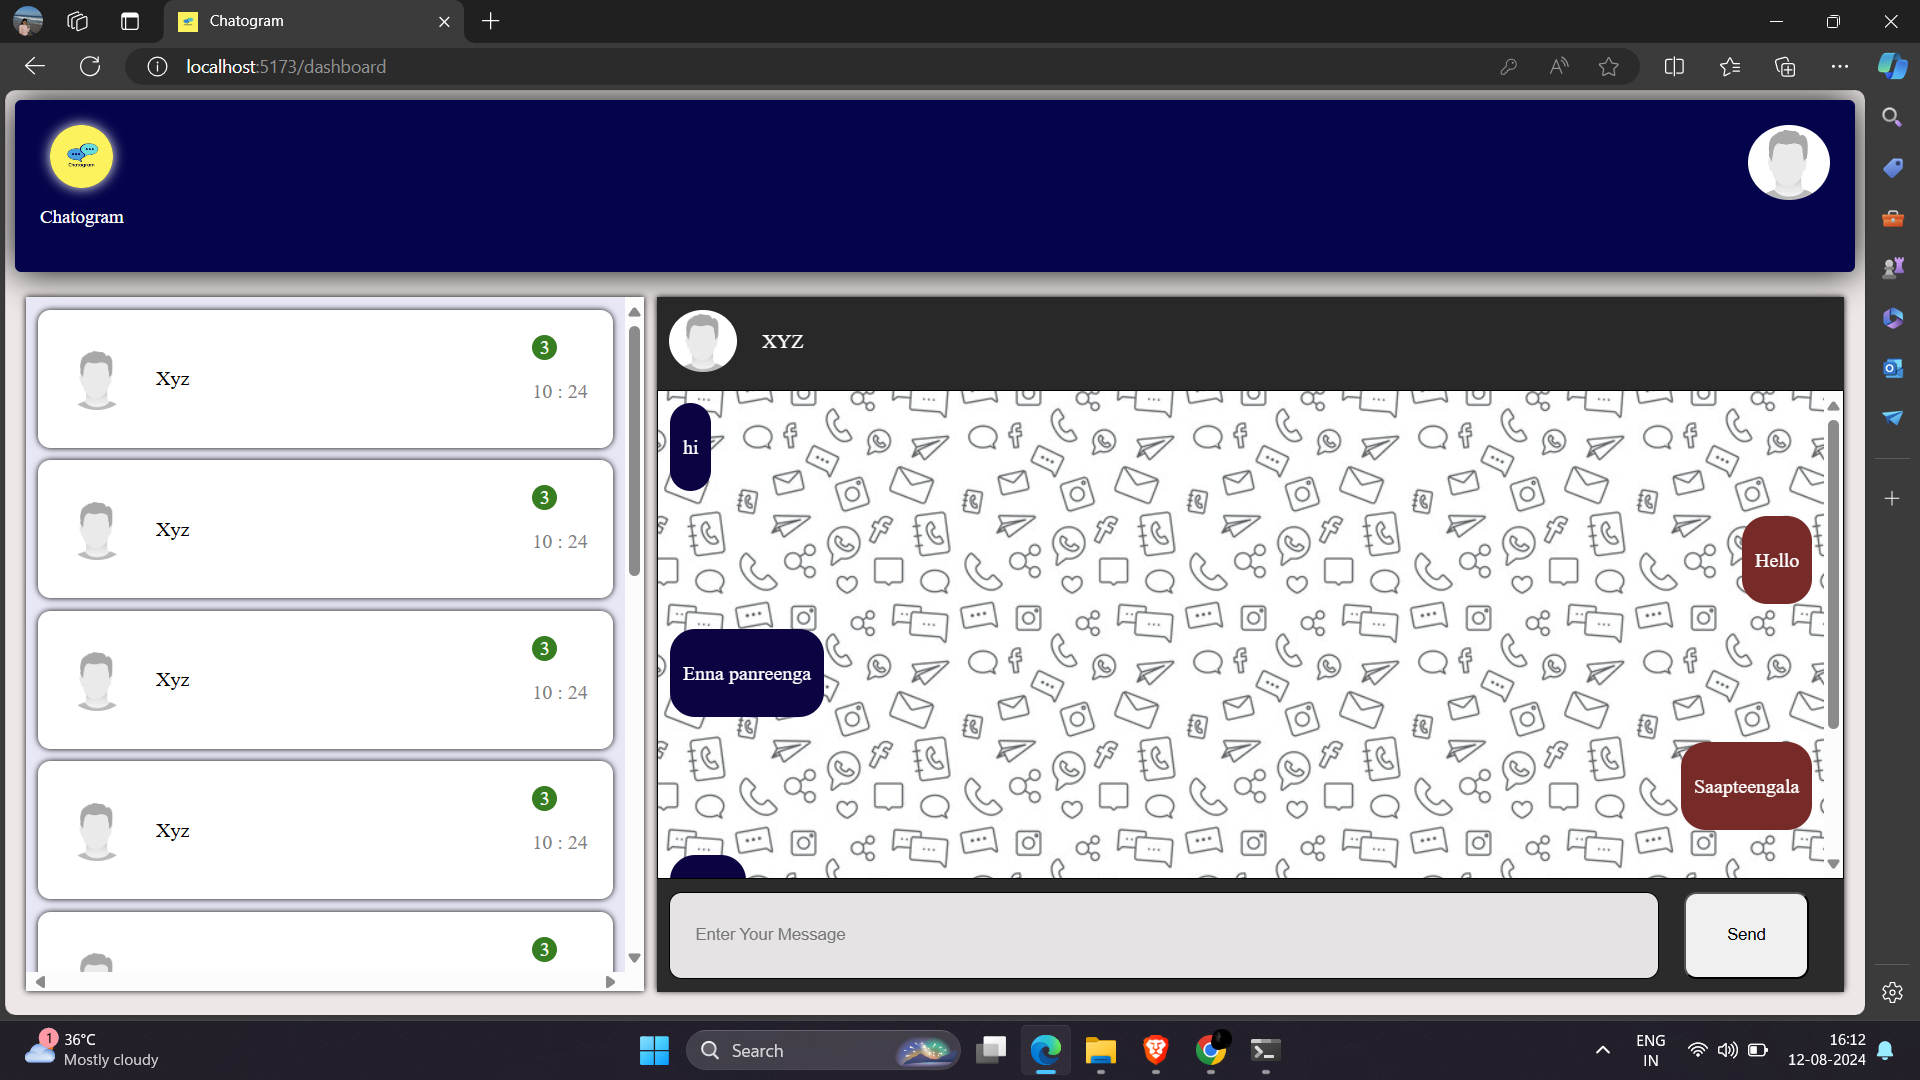 Chatogram
localhost:5173/dashboard
Chatogram
Chatogram
Xyz
3
10 : 24
Xyz
3
10 : 24
Xyz
3
10 : 24
Xyz
3
10 : 24
3
XYZ
hi
Hello
Enna panreenga
Saapteengala
Enter Your Message
Send
1
36°C
Mostly cloudy
Search
ENG
IN
16:12
12-08-2024